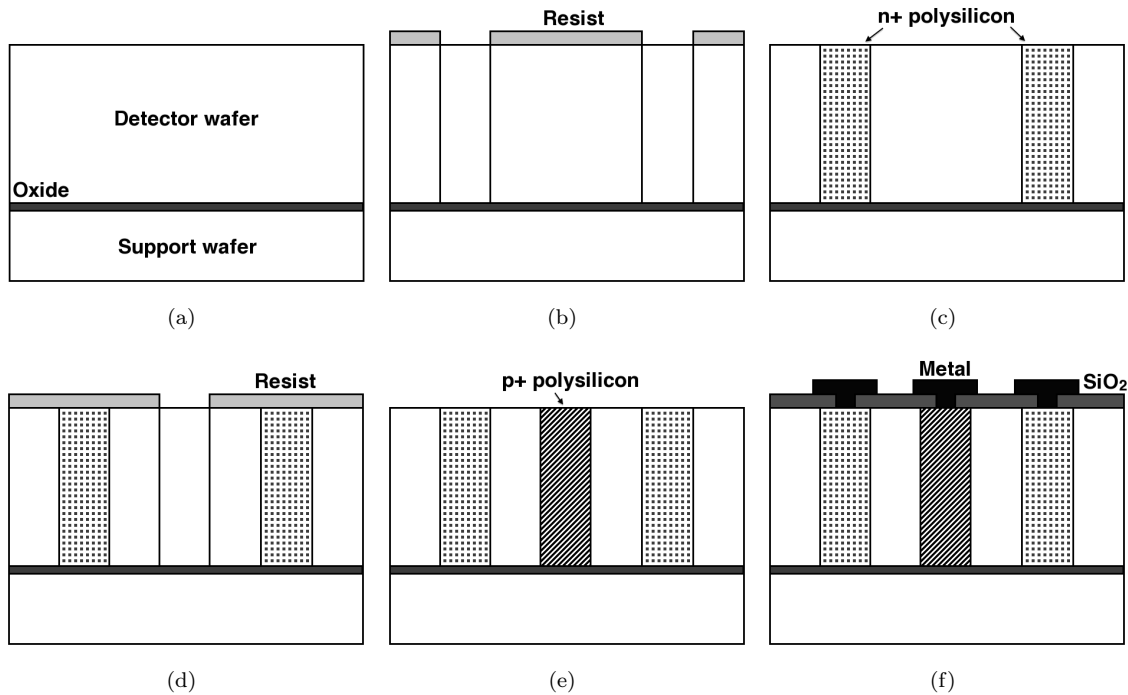 Detector wafer
Oxide
Support wafer
(a)
Resist
(b)
n+ polysilicon
(c)
Resist
(d)
p+ polysilicon
(e)
Metal
SiO₂
(f)